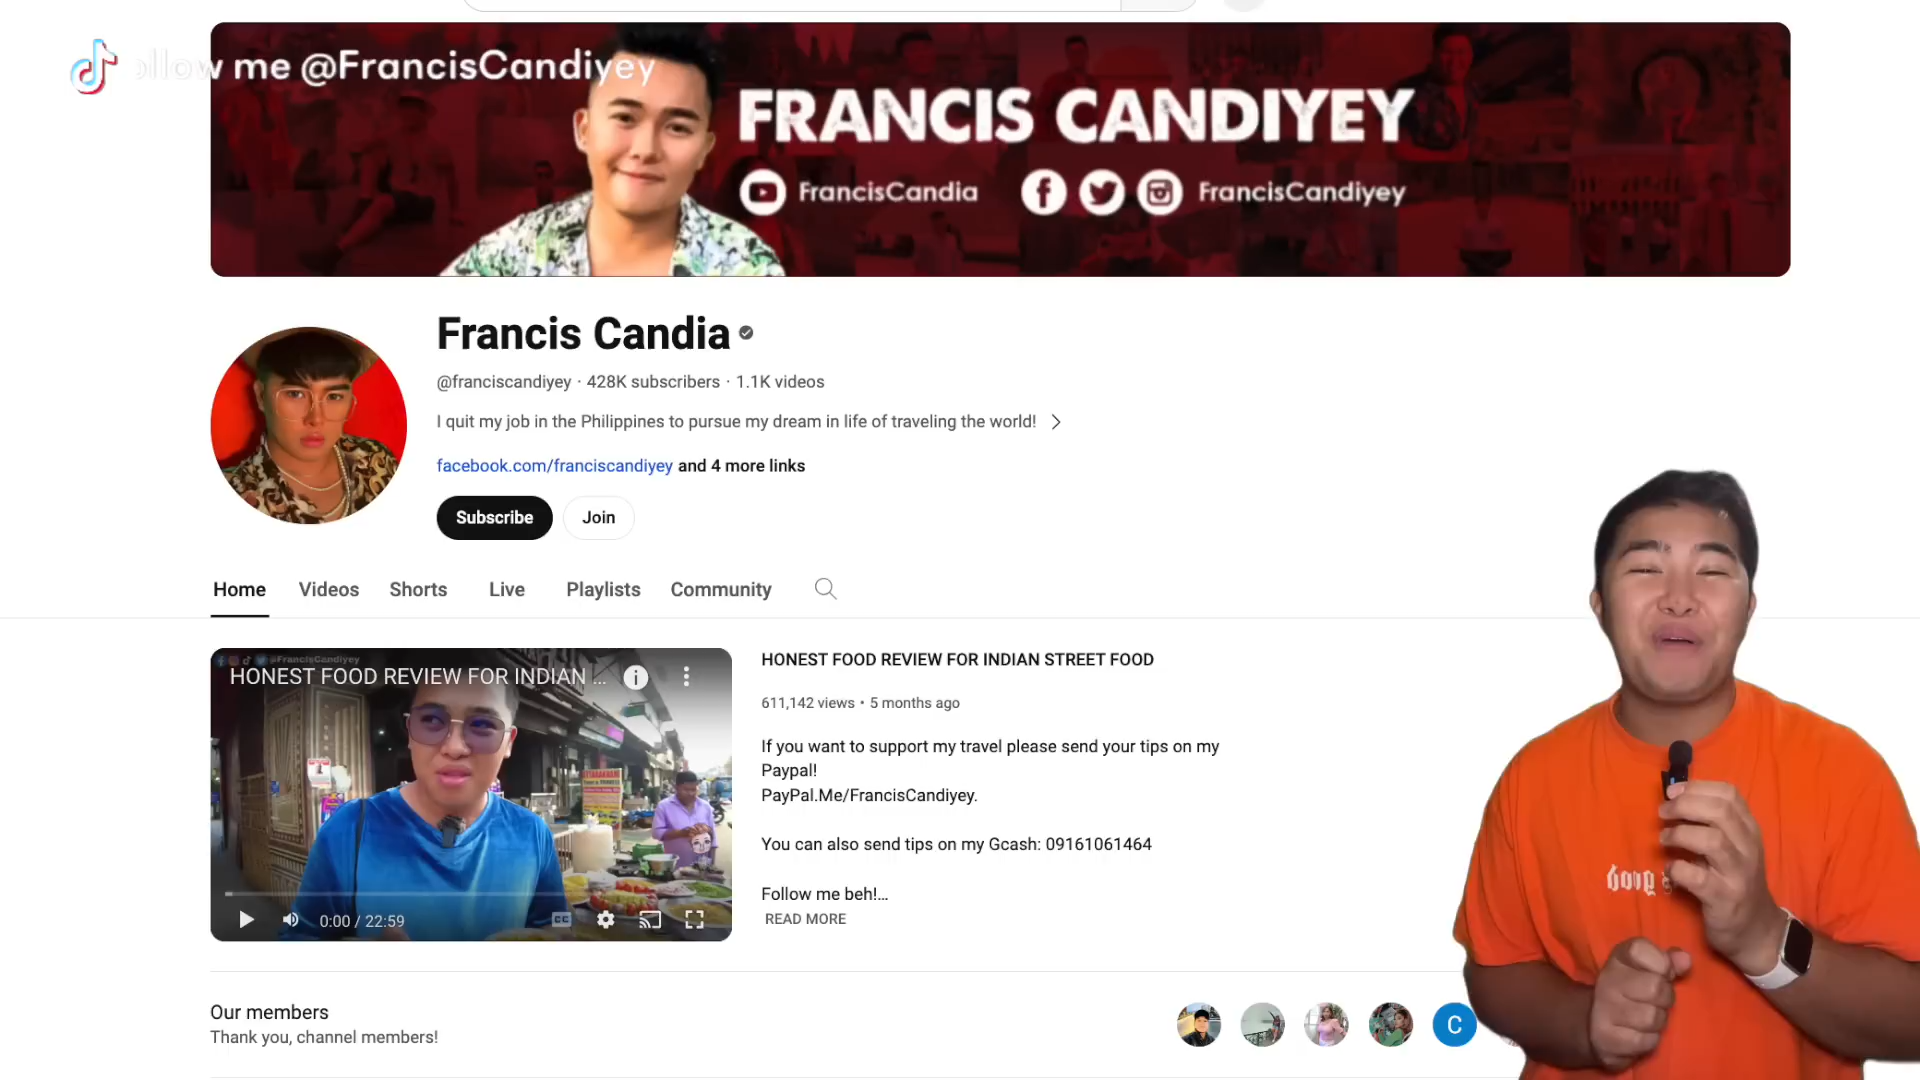 Follow me @FrancisCandiyey
FRANCIS CANDIYEY
FrancisCandia
FrancisCandiyey
Francis Candia
@franciscandiyey · 428K subscribers · 1.1K videos
I quit my job in the Philippines to pursue my dream in life of traveling the world!
facebook.com/franciscandiyey and 4 more links
Subscribe
Join
Home
Videos
Shorts
Live
Playlists
Community
@FrancisCandiyey
HONEST FOOD REVIEW FOR INDIAN ...
0:00 / 22:59
CC
HONEST FOOD REVIEW FOR INDIAN STREET FOOD
611,142 views • 5 months ago
If you want to support my travel please send your tips on my
Paypal!
PayPal.Me/FrancisCandiyey.
You can also send tips on my Gcash: 09161061464
Follow me beh!...
READ MORE
Our members
Thank you, channel members!
C